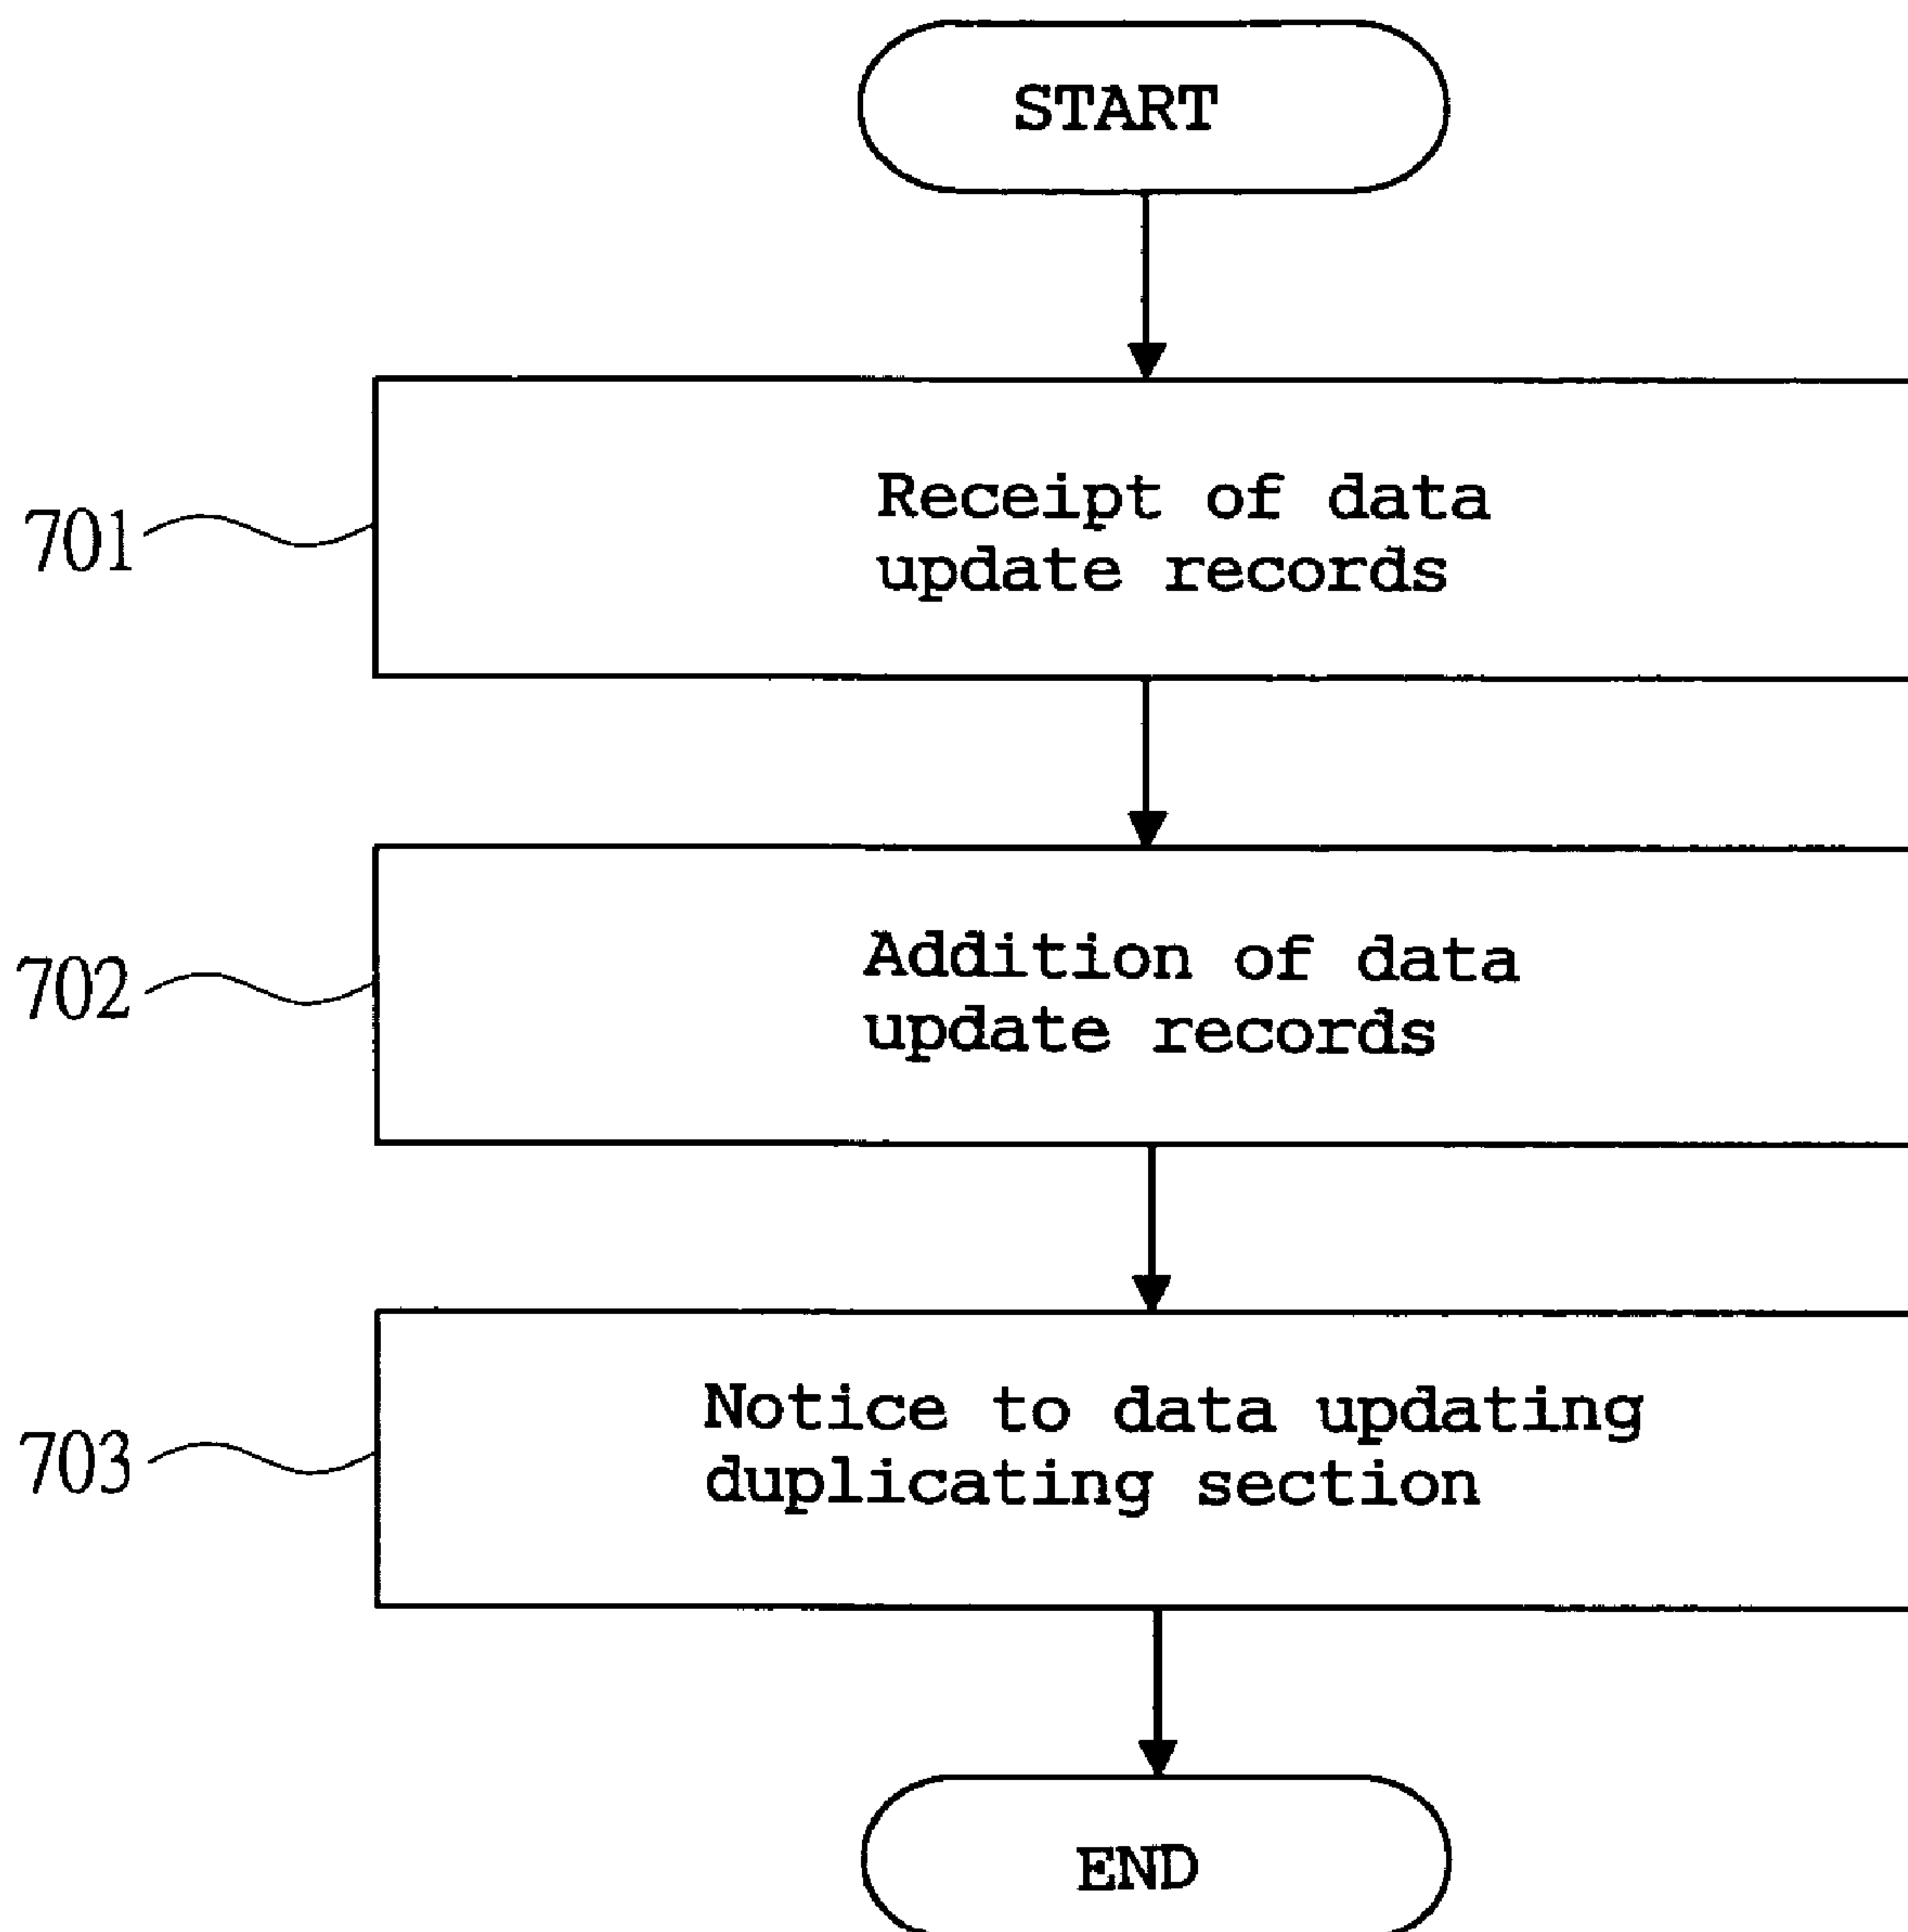 START
701
Receipt of data
update records
702
Addition of data
update records
703
Notice to data updating
duplicating section
END